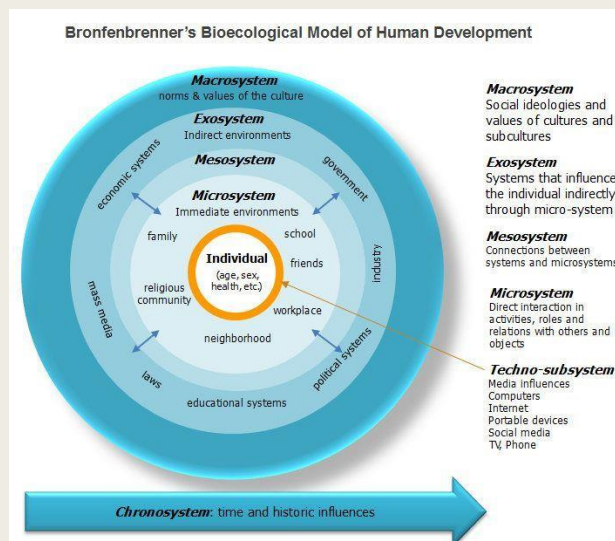 Bronfenbrenner's Bioecological Model of Human Development
Macrosystem
norms & values of the culture
Exosystem
Indirect environments
Mesosystem
Microsystem
Immediate environments
economic systems
government
family
school
Individual
(age, sex,
health, etc.)
friends
industry
mass media
religious
community
workplace
neighborhood
laws
political systems
educational systems
Macrosystem
Social ideologies and
values of cultures and
subcultures
Exosystem
Systems that influence
the individual indirectly
through micro-system
Mesosystem
Connections between
systems and microsystems
Microsystem
Direct interaction in
activities, roles and
relations with others and
objects
Techno-subsystem
Media influences
Computers
Internet
Portable devices
Social media
TV, Phone
Chronosystem: time and historic influences